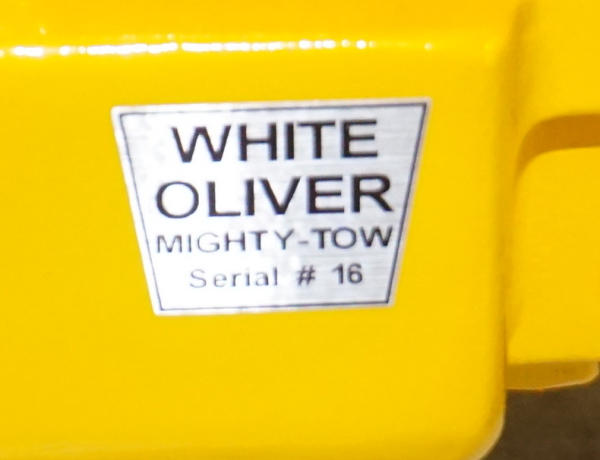 WHITE
OLIVER
MIGHTY-TOW
Serial # 16